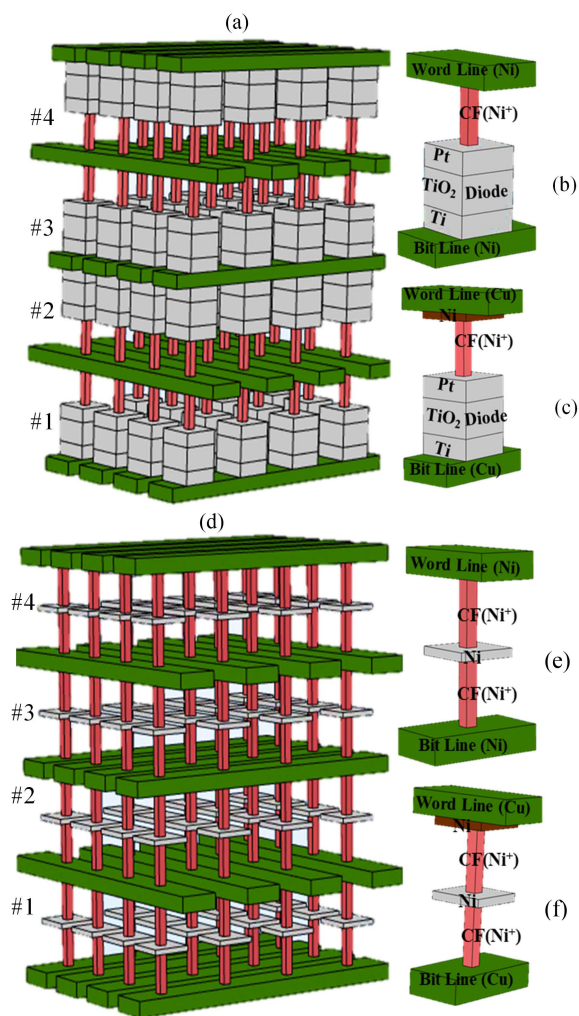 (a)
#4
#3
#2
#1
Word Line (Ni)
CF(Ni⁺)
Pt
TiO₂ Diode
Ti
Bit Line (Ni)
(b)
Word Line (Cu)
Ni
CF(Ni⁺)
Pt
TiO₂ Diode
Ti
Bit Line (Cu)
(c)
(d)
#4
#3
#2
#1
Word Line (Ni)
CF(Ni⁺)
Ni
CF(Ni⁺)
Bit Line (Ni)
(e)
Word Line (Cu)
Ni
CF(Ni⁺)
Ni
CF(Ni⁺)
Bit Line (Cu)
(f)